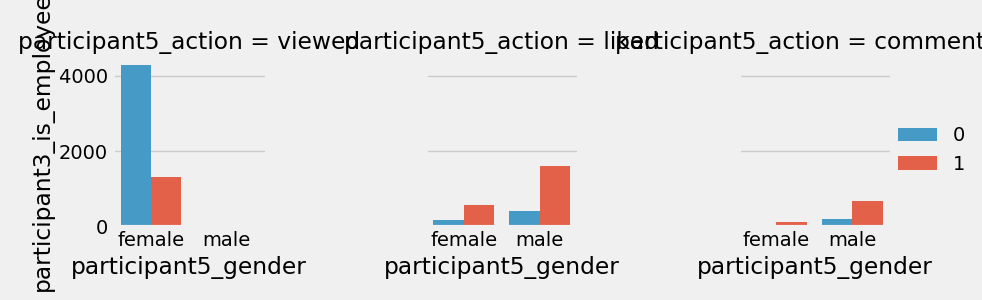 participant5_action = viewed
participant5_action = liked
participant5_action = comment
participant3_is_employee
4000
2000
0
female male
female male
female male
participant5_gender
participant5_gender
participant5_gender
0
1